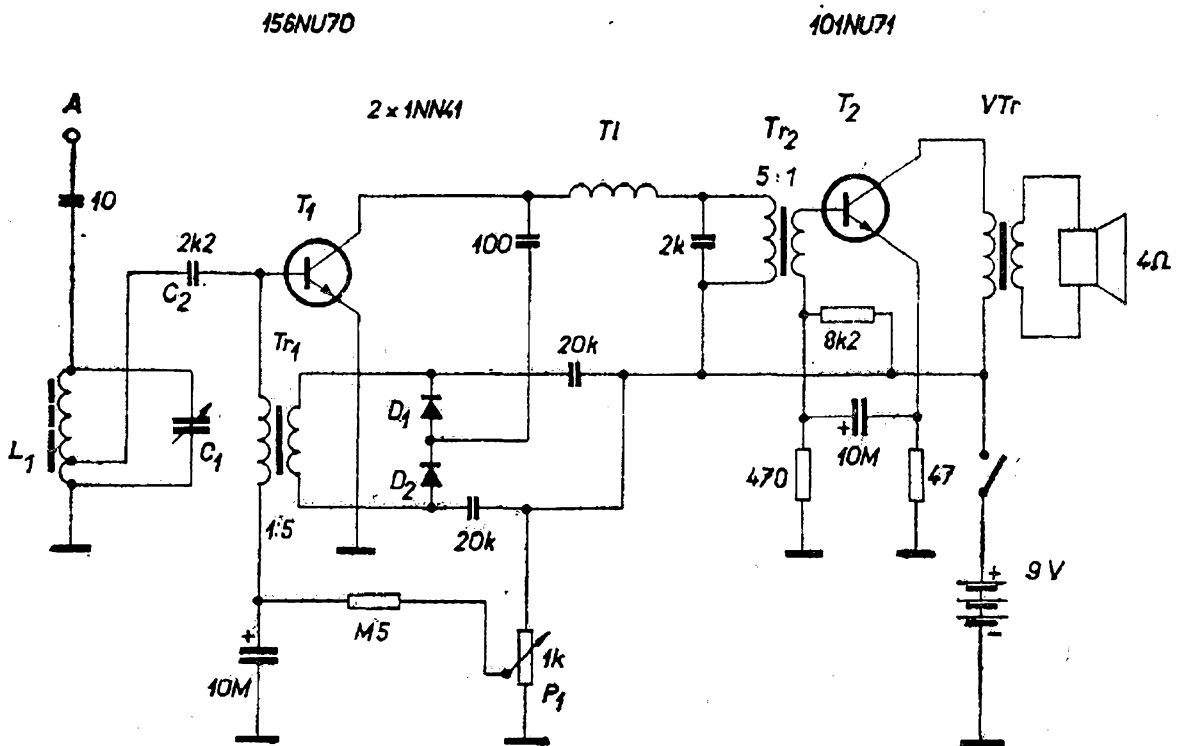 156NU70
101NU71
A
2 x 1NN41
T2
VTr
Tl
Tr2
5:1
10
T1
2k2
C2
100
2k
4Ω
Tr1
20k
8k2
D1
L1
C1
+
10M
D2
470
47
1:5
20k
+
9V
-
M5
+
10M
1k
P1